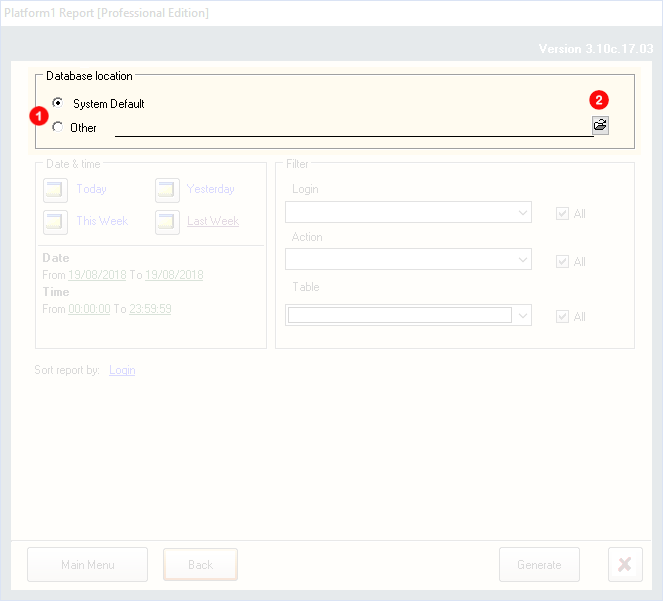 Platform1 Report [Professional Edition]
Version 3.10c.17.03
Database location
1
System Default
2
Other
Date & time
Today
Yesterday
This Week
Last Week
Date
From 19/08/2018 To 19/08/2018
Time
From 00:00:00 To 23:59:59
Filter
Login
All
Action
All
Table
All
Sort report by: Login
Main Menu
Back
Generate